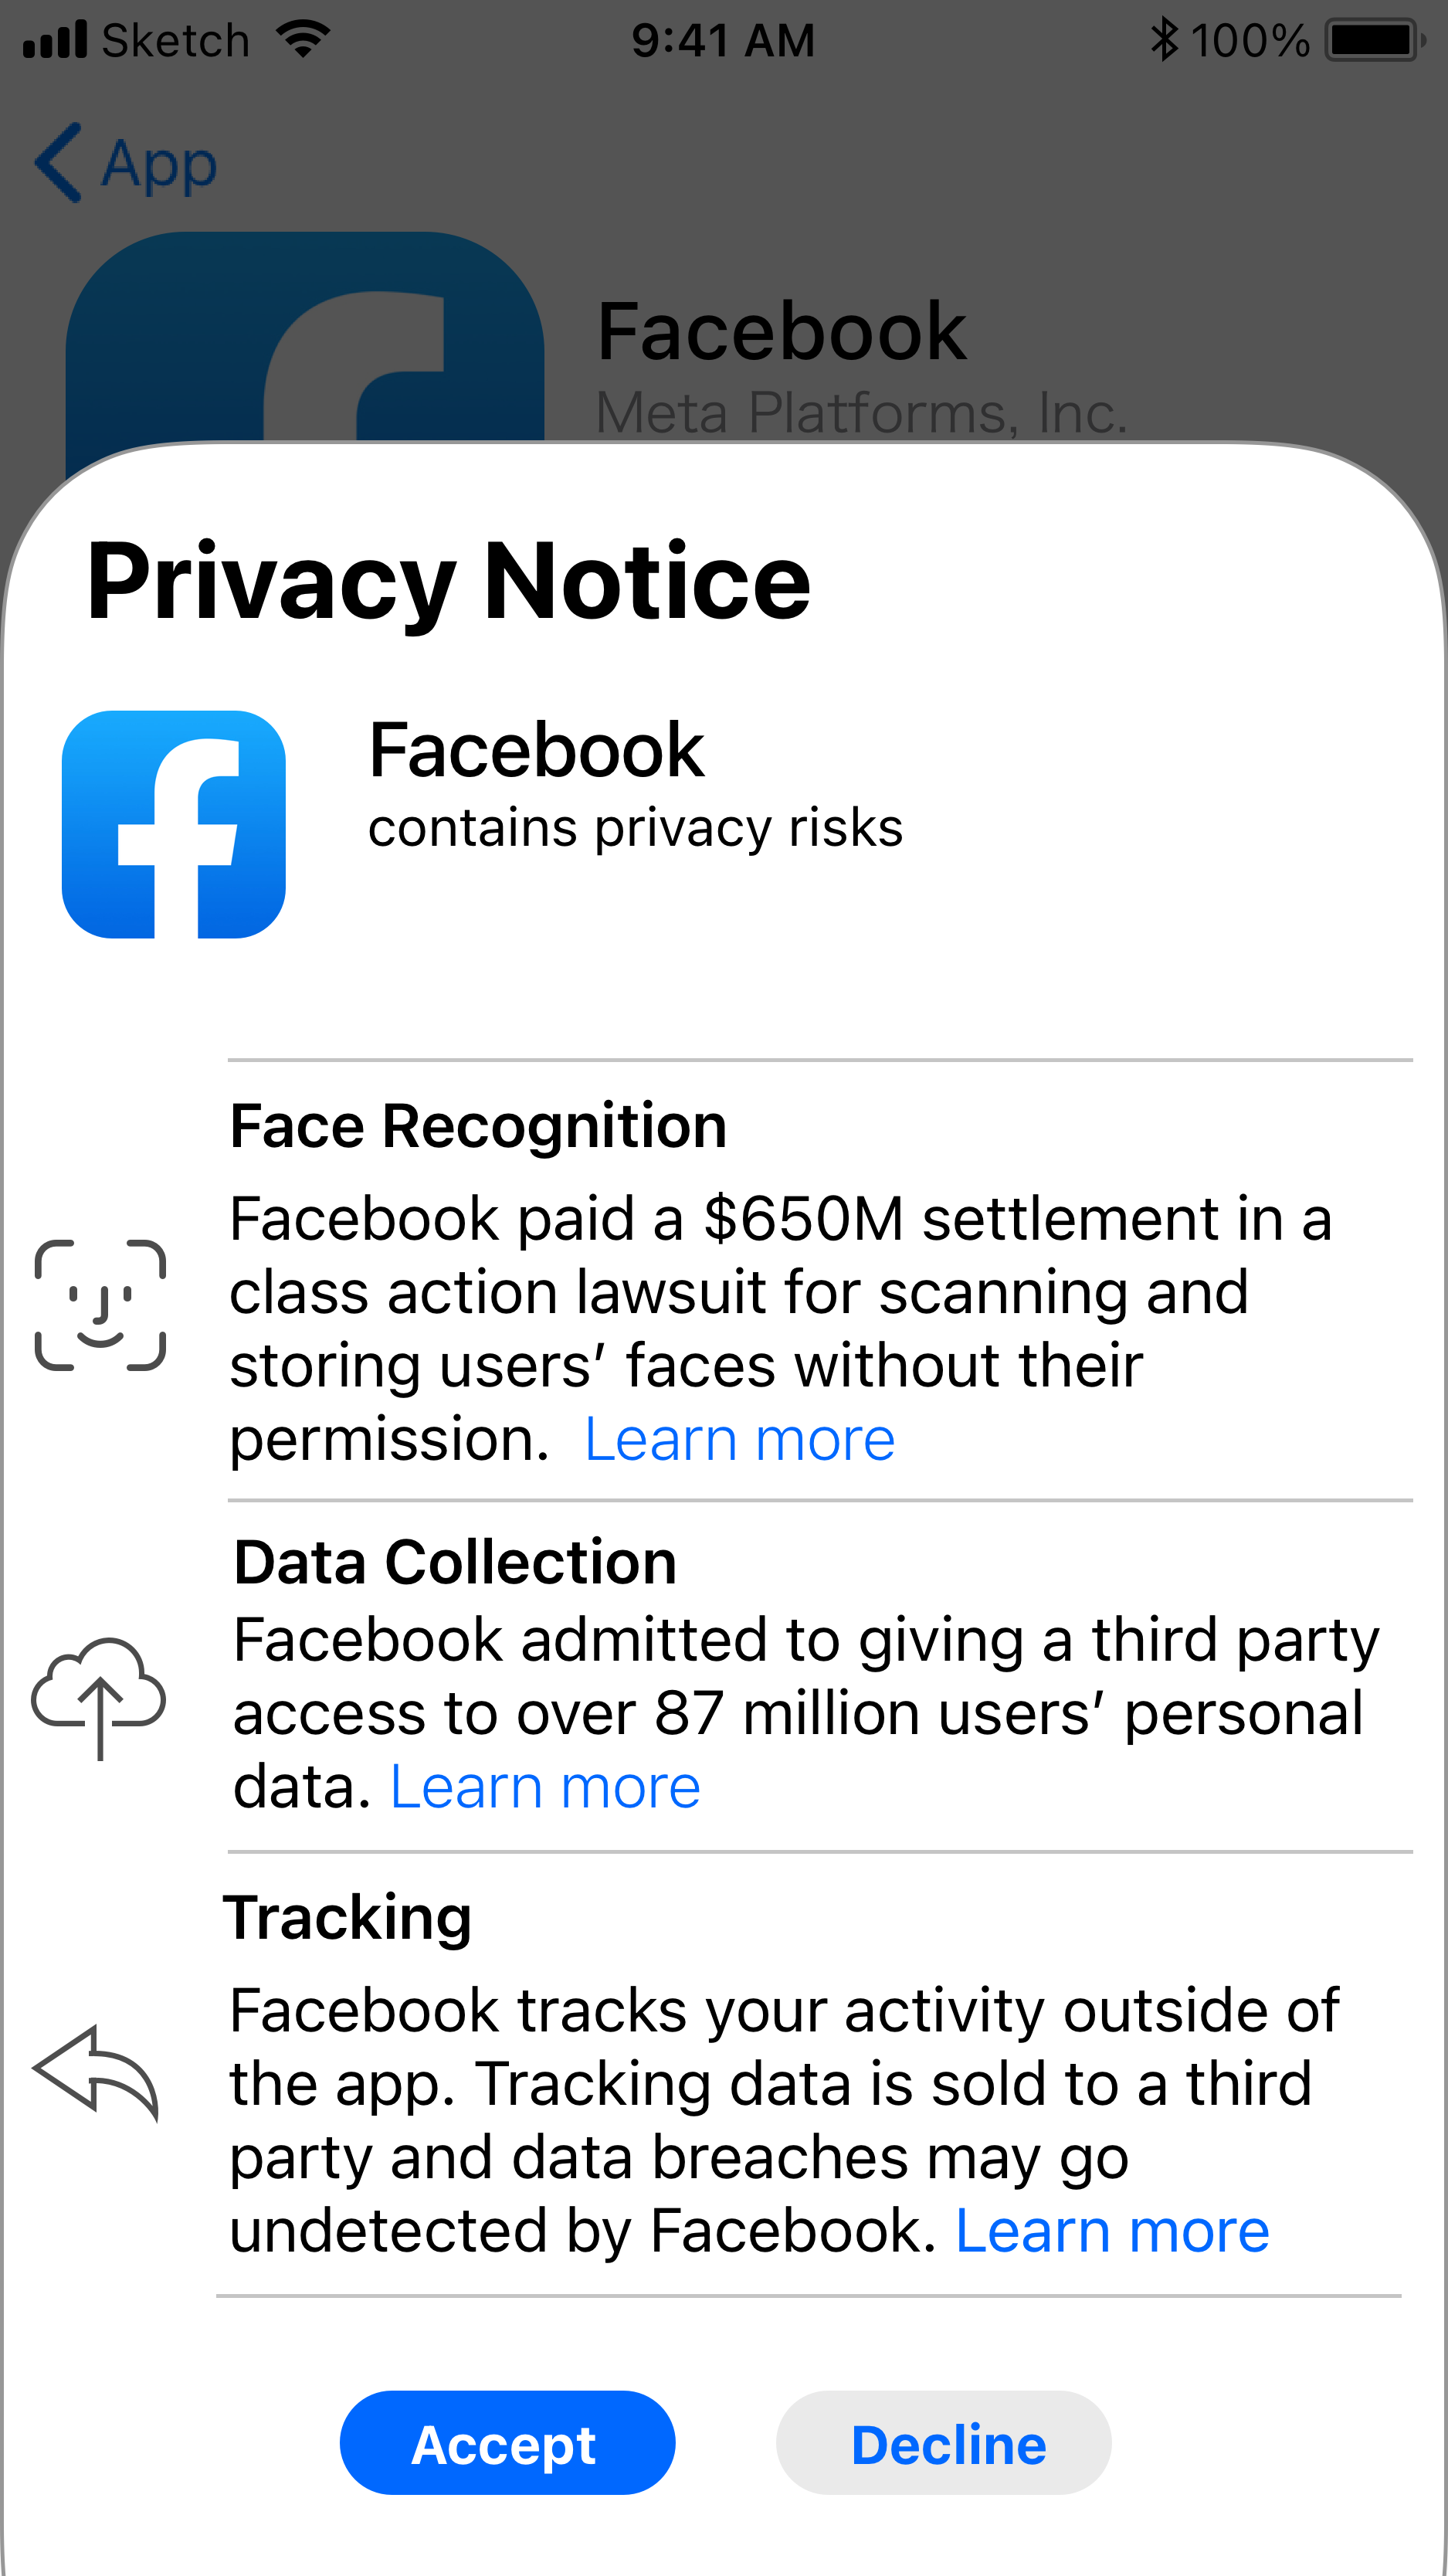 Sketch 9:41 AM 100%
App
Facebook
Meta Platforms, Inc.
Privacy Notice
Facebook
contains privacy risks
Face Recognition
Facebook paid a $650M settlement in a
class action lawsuit for scanning and
storing users’ faces without their
permission. Learn more
Data Collection
Facebook admitted to giving a third party
access to over 87 million users’ personal
data. Learn more
Tracking
Facebook tracks your activity outside of
the app. Tracking data is sold to a third
party and data breaches may go
undetected by Facebook. Learn more
Accept Decline